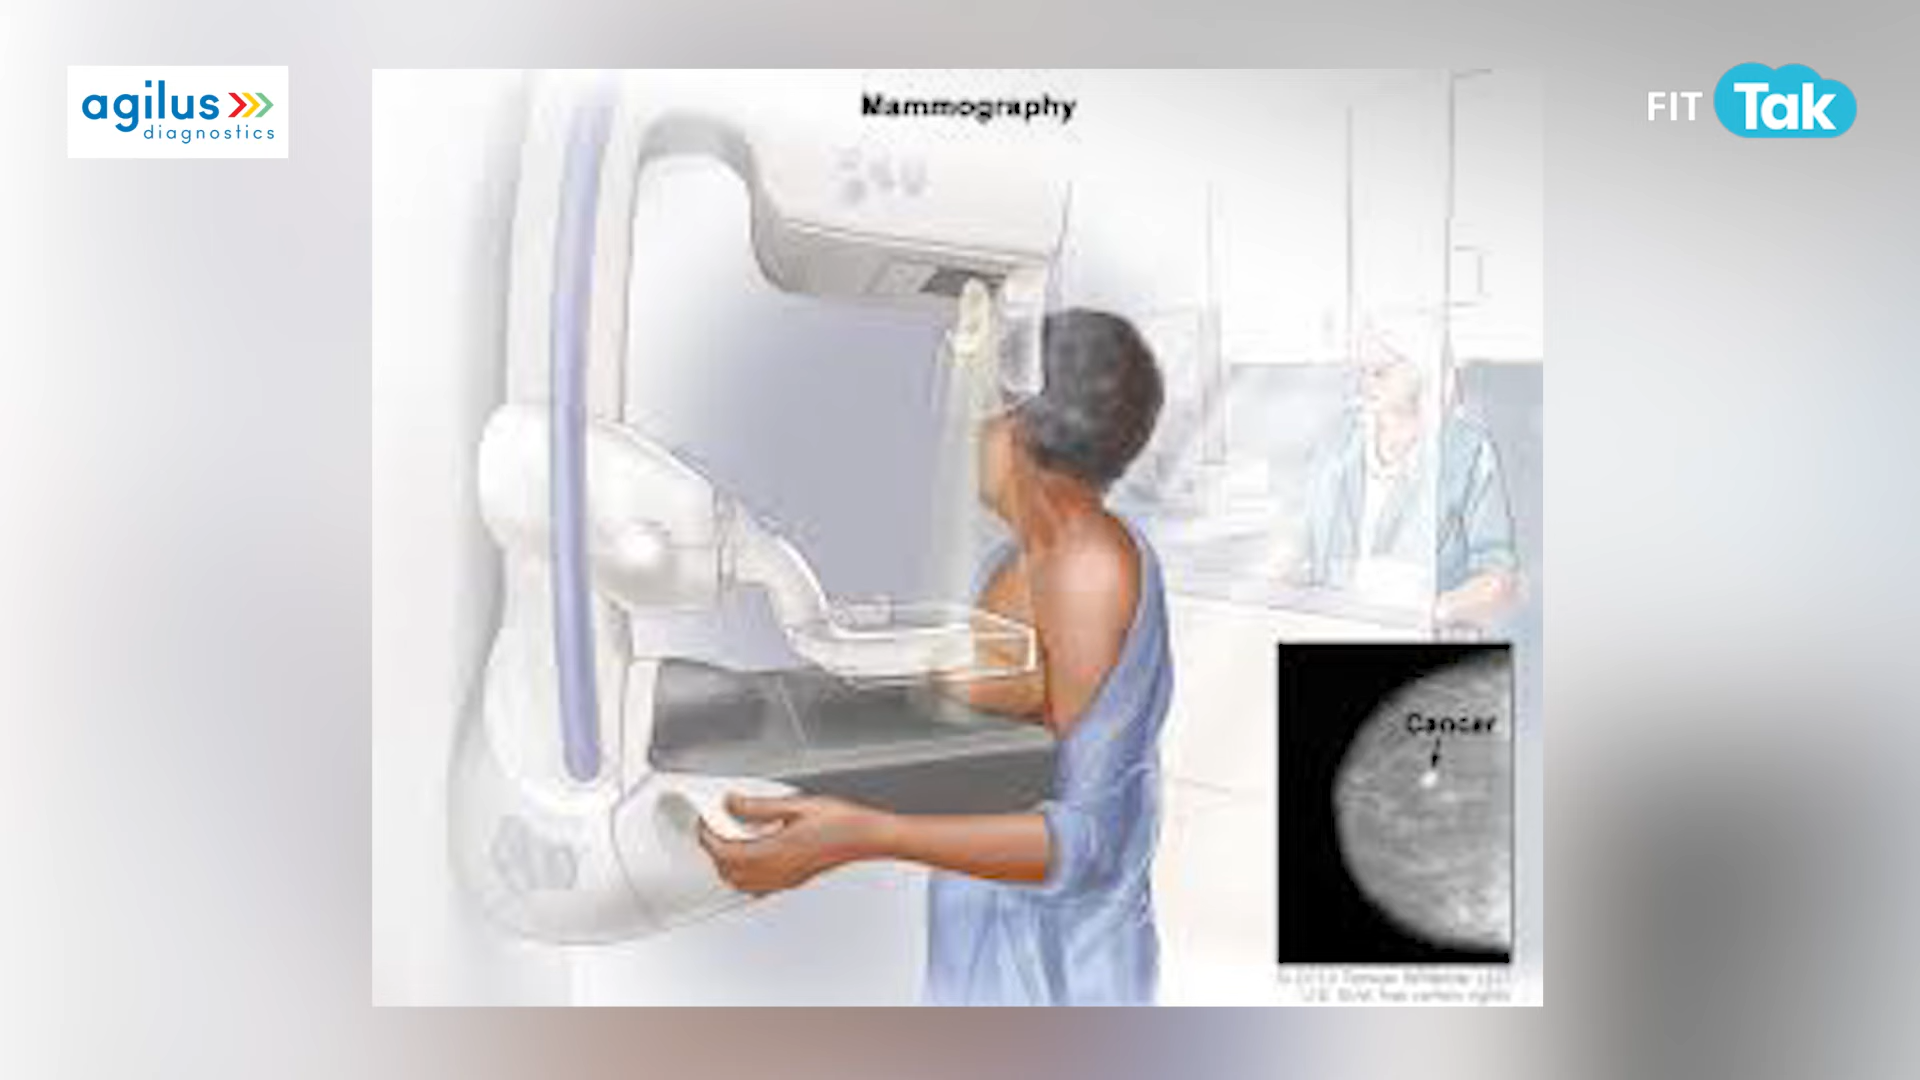 agilus
diagnostics
FIT Tak
Mammography
Cancer